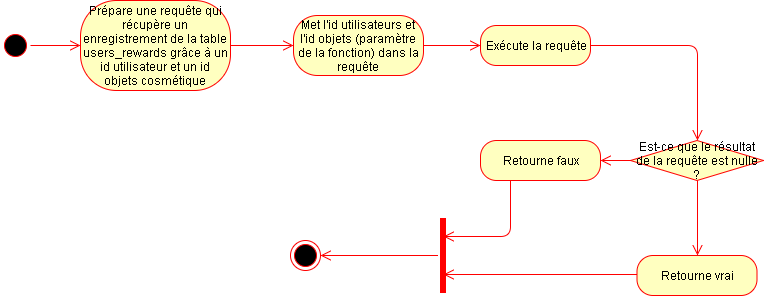 Prépare une requête qui
récupère un
enregistrement de la table
users_rewards grâce à un
id utilisateur et un id
objets cosmétique
Met l'id utilisateurs et
l'id objets (paramètre
de la fonction) dans la
requête
Exécute la requête
Est-ce que le résultat
de la requête est nulle
?
Retourne faux
Retourne vrai